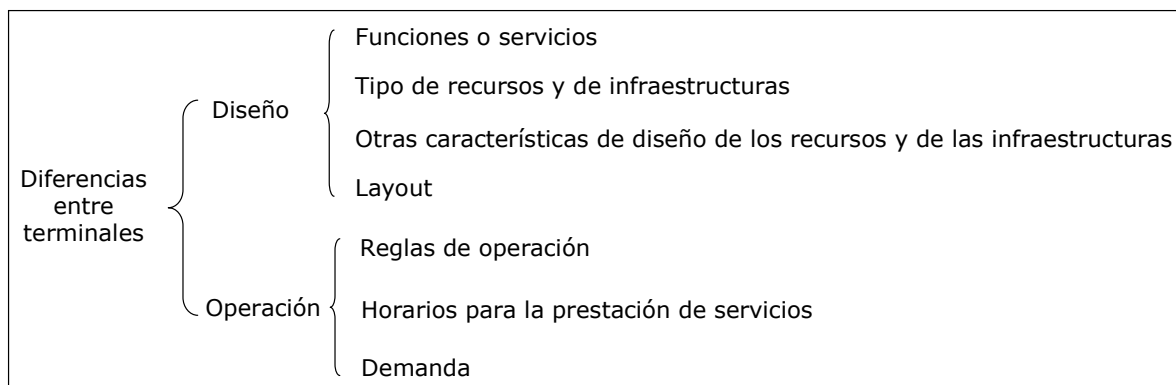 Diferencias
entre
terminales
Diseño
Funciones o servicios
Tipo de recursos y de infraestructuras
Otras características de diseño de los recursos y de las infraestructuras
Layout
Operación
Reglas de operación
Horarios para la prestación de servicios
Demanda